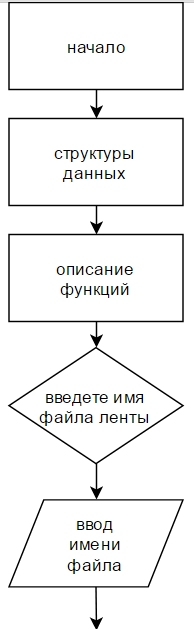 начало
структуры
данных
описание
функций
введете имя
файла ленты
ввод
имени
файла